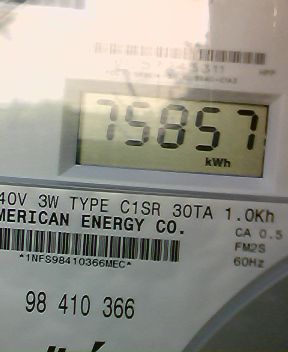 75857
kWh
40V 3W TYPE C1SR 30TA 1.0Kh
MERICAN ENERGY CO.
CA 0.5
FM2S
60Hz
*1NFS98410366MEC*
98 410 366